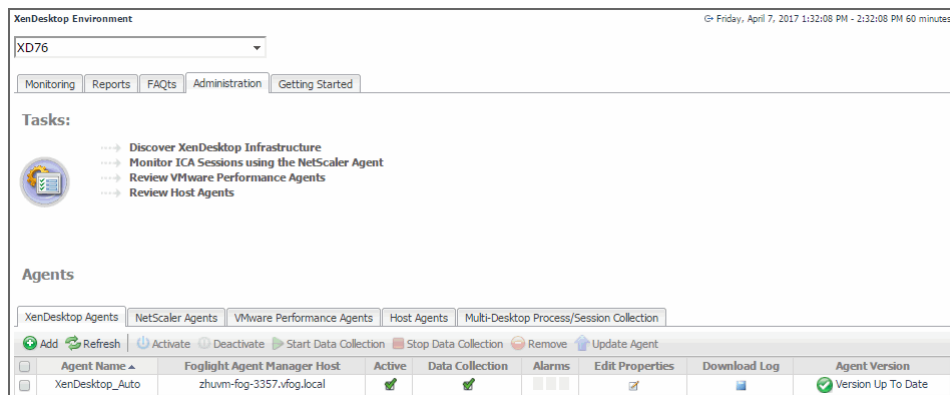 XenDesktop Environment Friday, April 7, 2017 1:32:08 PM - 2:32:08 PM 60 minutes
XD76
Monitoring Reports FAQts Administration Getting Started
Tasks:
Discover XenDesktop Infrastructure
Monitor ICA Sessions using the NetScaler Agent
Review VMware Performance Agents
Review Host Agents
Agents
XenDesktop Agents NetScaler Agents VMware Performance Agents Host Agents Multi-Desktop Process/Session Collection
Add Refresh Activate Deactivate Start Data Collection Stop Data Collection Remove Update Agent
Agent Name Foglight Agent Manager Host Active Data Collection Alarms Edit Properties Download Log Agent Version
XenDesktop_Auto zhuvm-fog-3357.vfog.local Version Up To Date